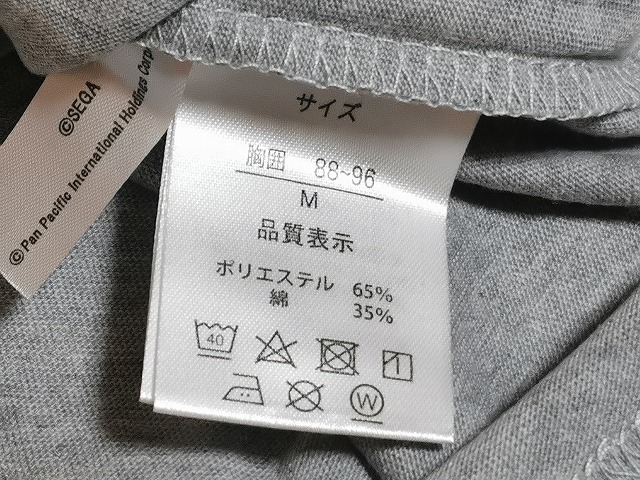 ©SEGA
©Pan Pacific International Holdings Corpo
サイズ
胸囲 88~96
M
品質表示
ポリエステル 65%
綿 35%
40
W